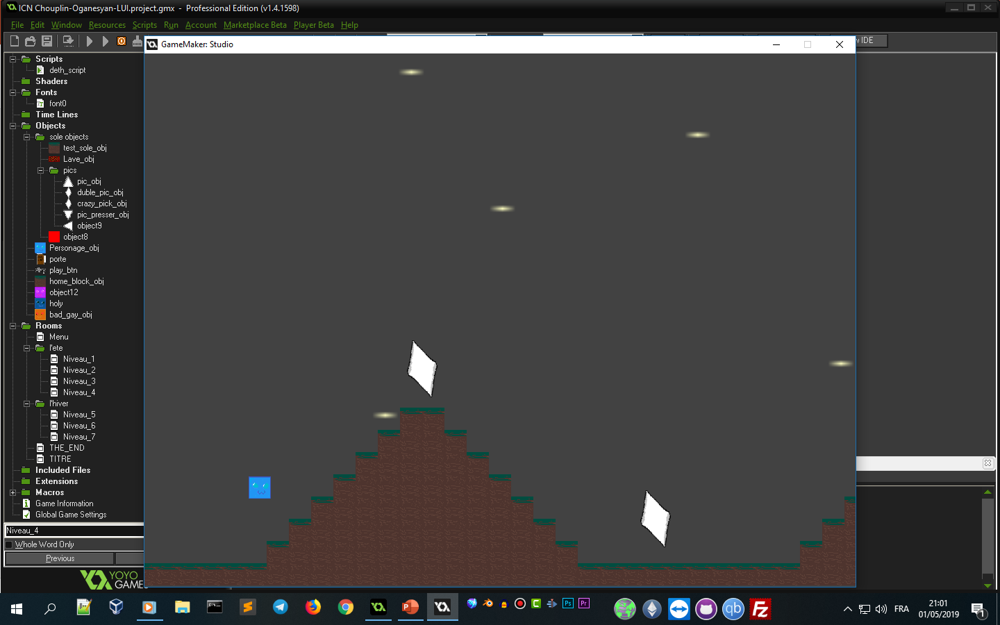 ICN Chouplin-Oganesyan-LUI.project.gmx - Professional Edition (v1.4.1598)
File Edit Window Resources Scripts Run Account Marketplace Beta Player Beta Help
IDE
GameMaker: Studio
Scripts
deth_script
Shaders
Fonts
font0
Time Lines
Objects
sole objects
test_sole_obj
Lave_obj
pics
pic_obj
duble_pic_obj
crazy_pick_obj
pic_presser_obj
object9
object8
Personage_obj
porte
play_btn
home_block_obj
object12
holy
bad_gay_obj
Rooms
Menu
l'ete
Niveau_1
Niveau_2
Niveau_3
Niveau_4
l'hiver
Niveau_5
Niveau_6
Niveau_7
THE_END
TITRE
Included Files
Extensions
Macros
Game Information
Global Game Settings
Niveau_4
Whole Word Only
Previous
YOYO
GAME
FRA
21:01
01/05/2019
1